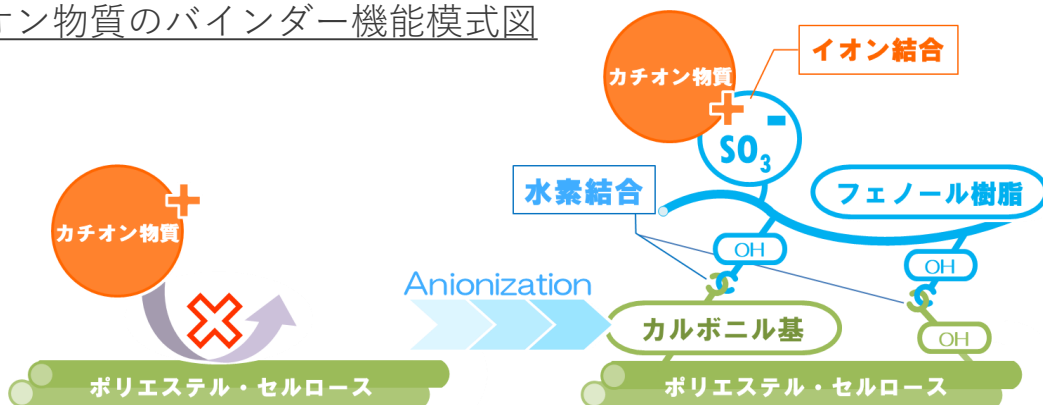 オン物質のバインダー機能模式図
カチオン物質
+
イオン結合
-
SO3
水素結合
フェノール樹脂
OH
OH
カチオン物質
+
Anionization
カルボニル基
OH
ポリエステル・セルロース
ポリエステル・セルロース